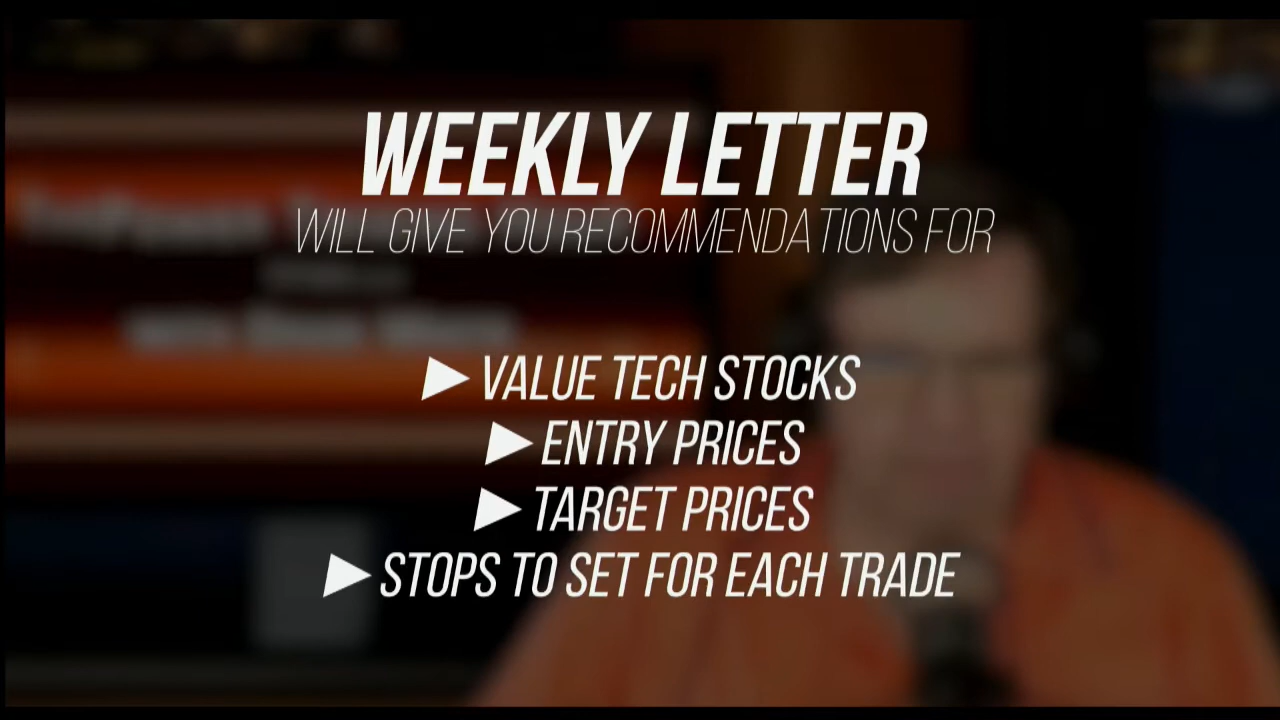 WEEKLY LETTER
WILL GIVE YOU RECOMMENDATIONS FOR
▶ VALUE TECH STOCKS
▶ ENTRY PRICES
▶ TARGET PRICES
▶ STOPS TO SET FOR EACH TRADE